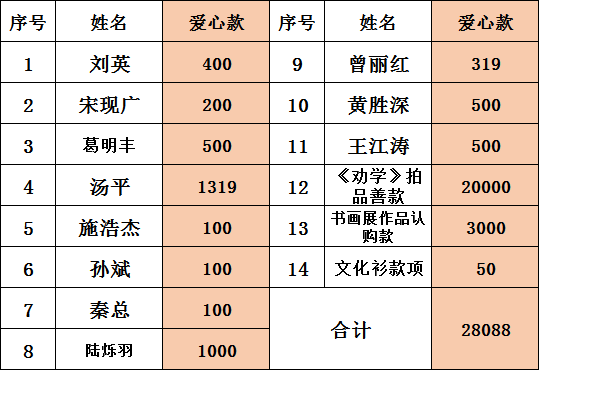 序号 姓名 爱心款 序号 姓名 爱心款
1 刘英 400 9 曾丽红 319
2 宋现广 200 10 黄胜深 500
3 葛明丰 500 11 王江涛 500
4 汤平 1319 12 《劝学》拍
品善款 20000
5 施浩杰 100 13 书画展作品认
购款 3000
6 孙斌 100 14 文化衫款项 50
7 秦总 100 合计 28088
8 陆烁羽 1000